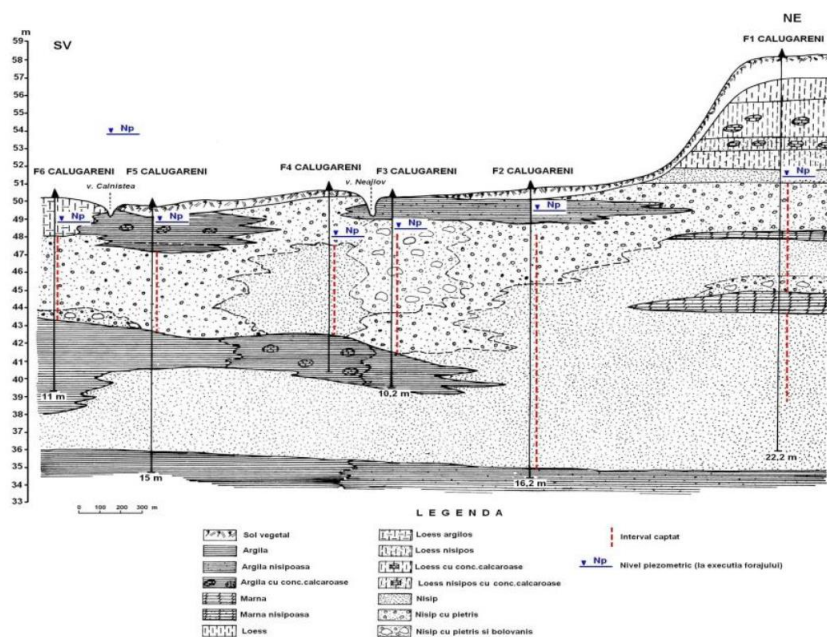 NE
m
SV
F1 CALUGARENI
59
58
57
56
55
54
53
52
51
50
49
48
47
46
45
44
43
42
41
40
39
38
37
36
35
34
33
Np
F6 CALUGARENI
v. Calnistea
F5 CALUGARENI
F4 CALUGARENI
v. Neajlov
F3 CALUGARENI
F2 CALUGARENI
Np
Np
Np
Np
Np
Np
11 m
15 m
10,2 m
16,2 m
22,2 m
0 100 200 300 m
LEGENDA
Sol vegetal
Argila
Argila nisipoasa
Argila cu conc.calcaroase
Marna
Marna nisipoasa
Loess
Loess argilos
Loess nisipos
Loess cu conc.calcaroase
Loess nisipos cu conc.calcaroase
Nisip
Nisip cu pietris
Nisip cu pietris si bolovanis
Interval captat
Np Nivel piezometric (la executia forajului)